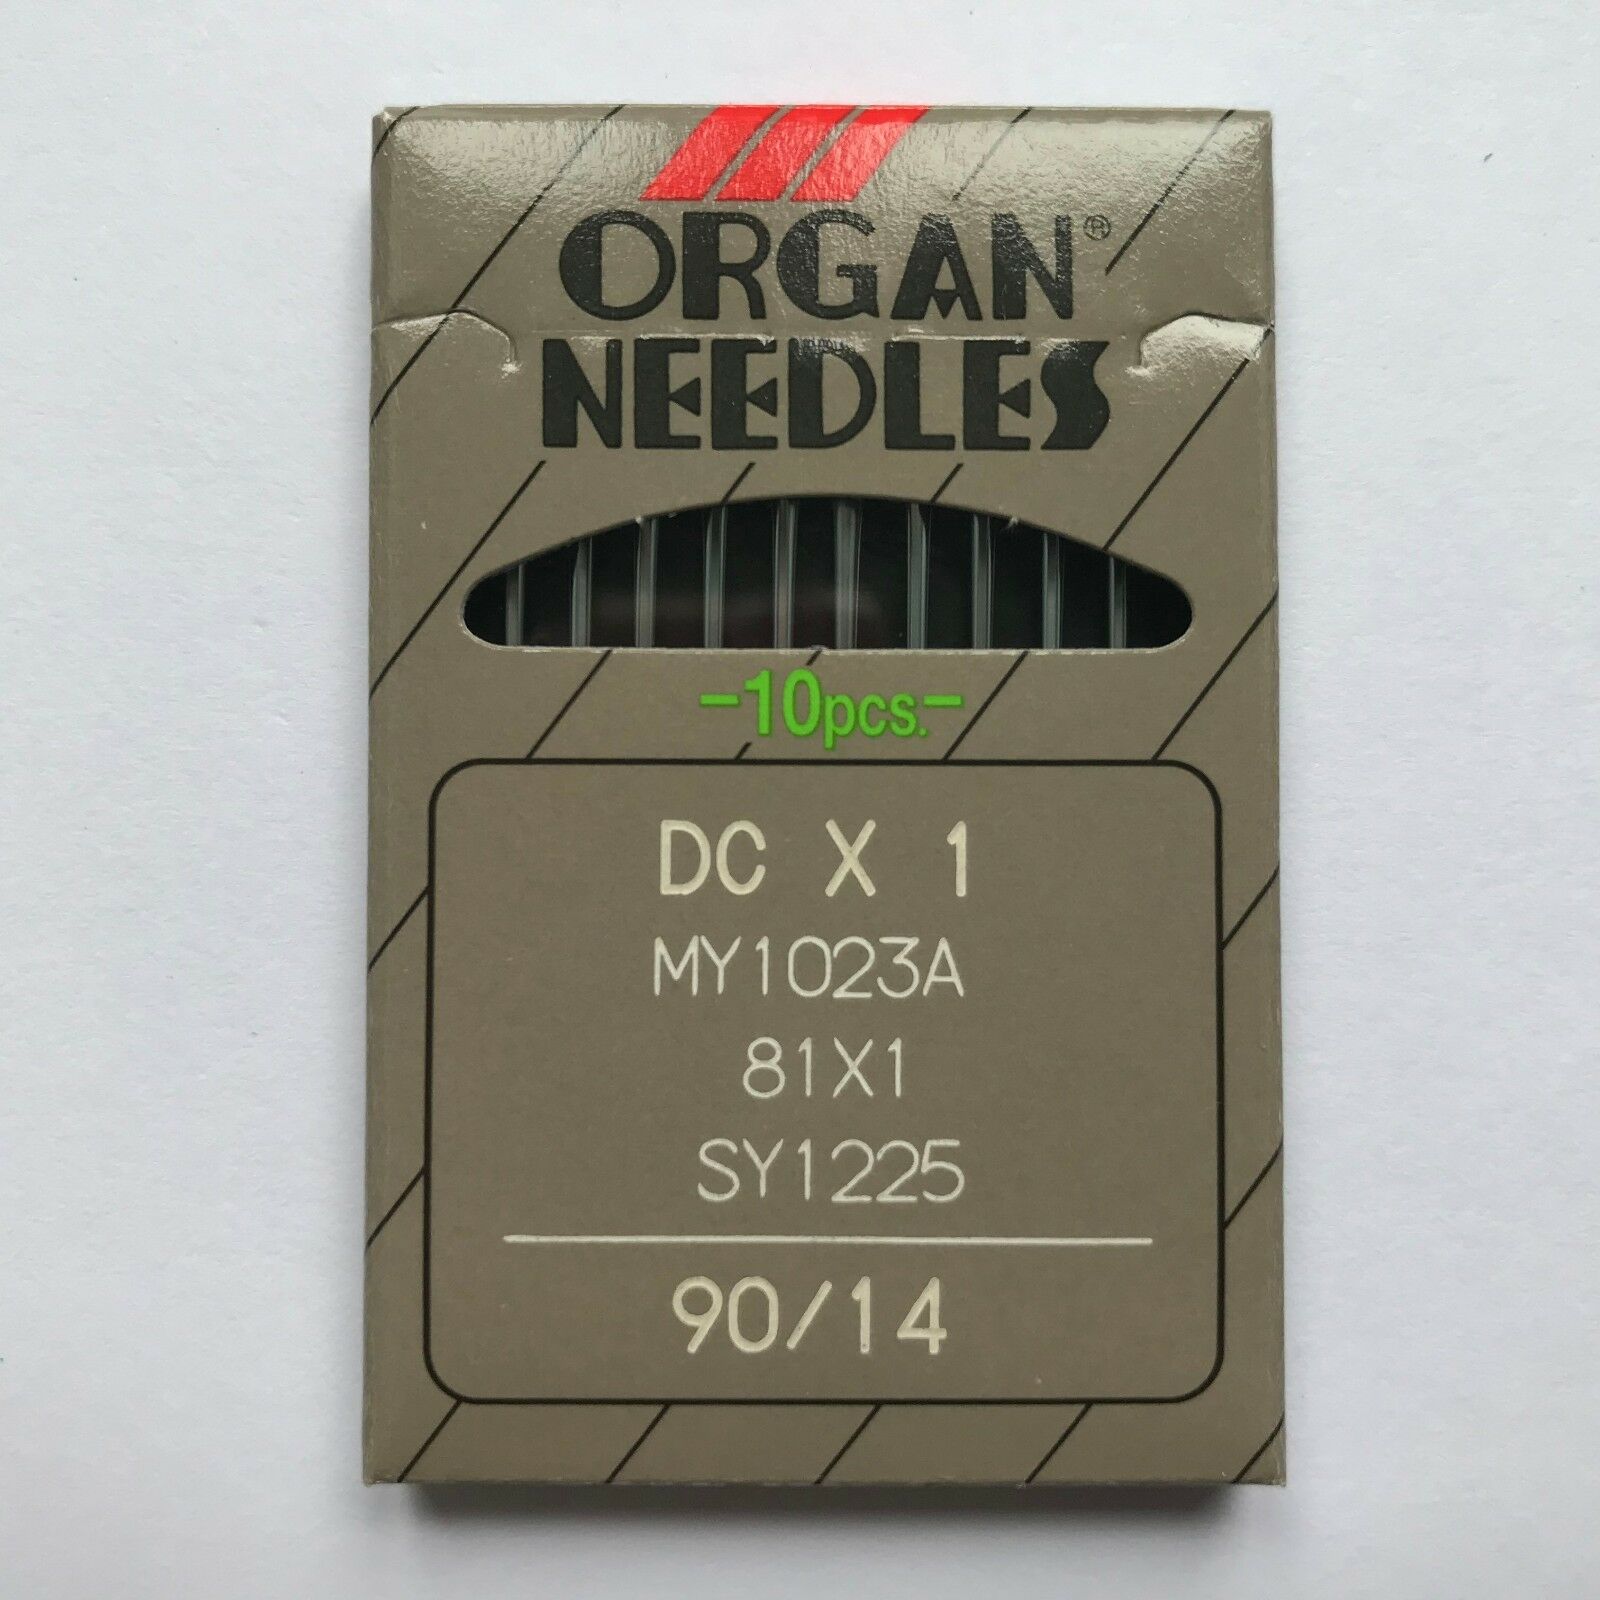 ORGAN®
NEEDLES
-10pcs.-
DC X 1
MY1023A
81X1
SY1225
90/14